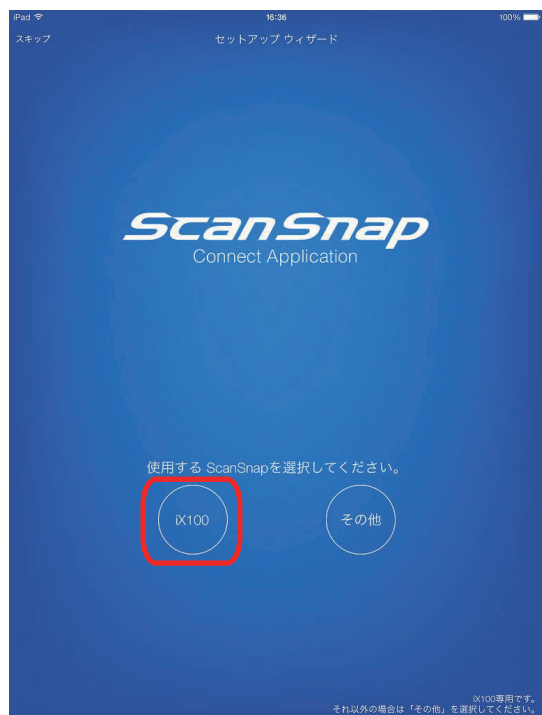 iPad 16:36 100%
スキップ セットアップ ウィザード
ScanSnap
Connect Application
使用する ScanSnapを選択してください。
iX100 その他
iX100専用です。
それ以外の場合は「その他」を選択してください。